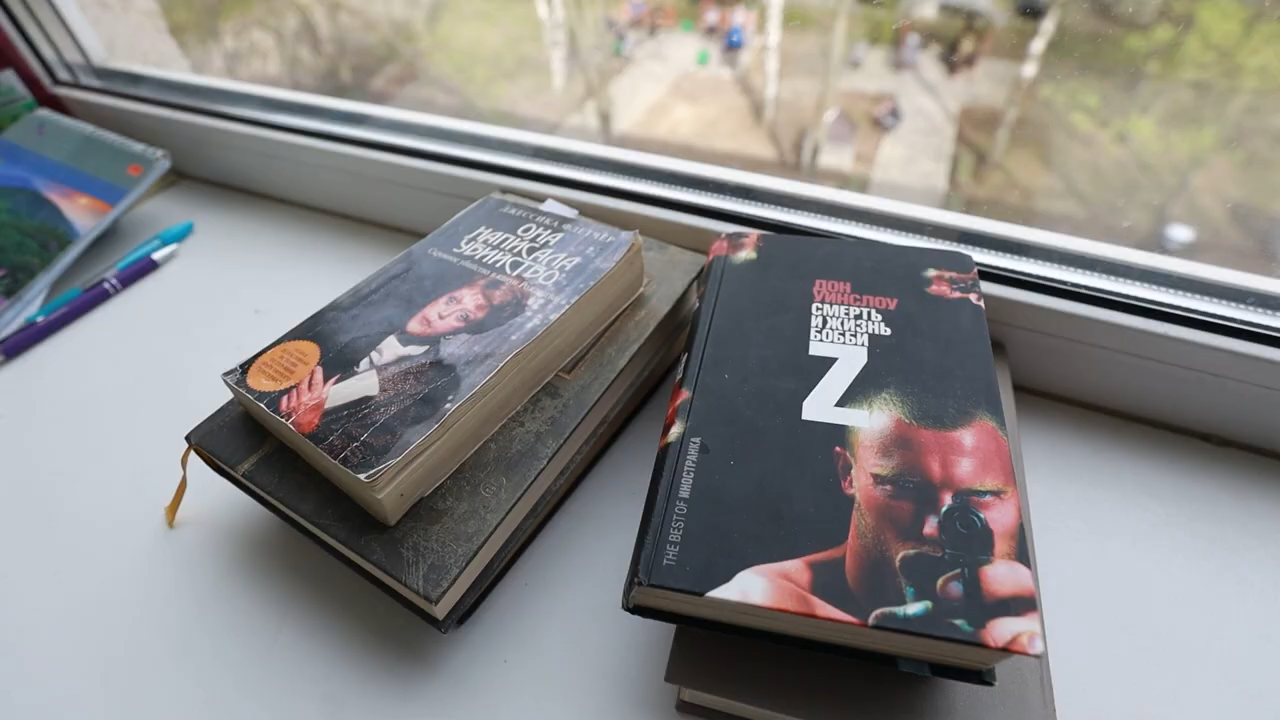 ДЖЕССИКА ФЛЕТЧЕР
ОНА
НАПИСАЛА
УБИЙСТВО
ДОН
УИНСЛОУ
СМЕРТЬ
И ЖИЗНЬ
БОББИ
Z
THE BEST OF ИНОСТРАНКА